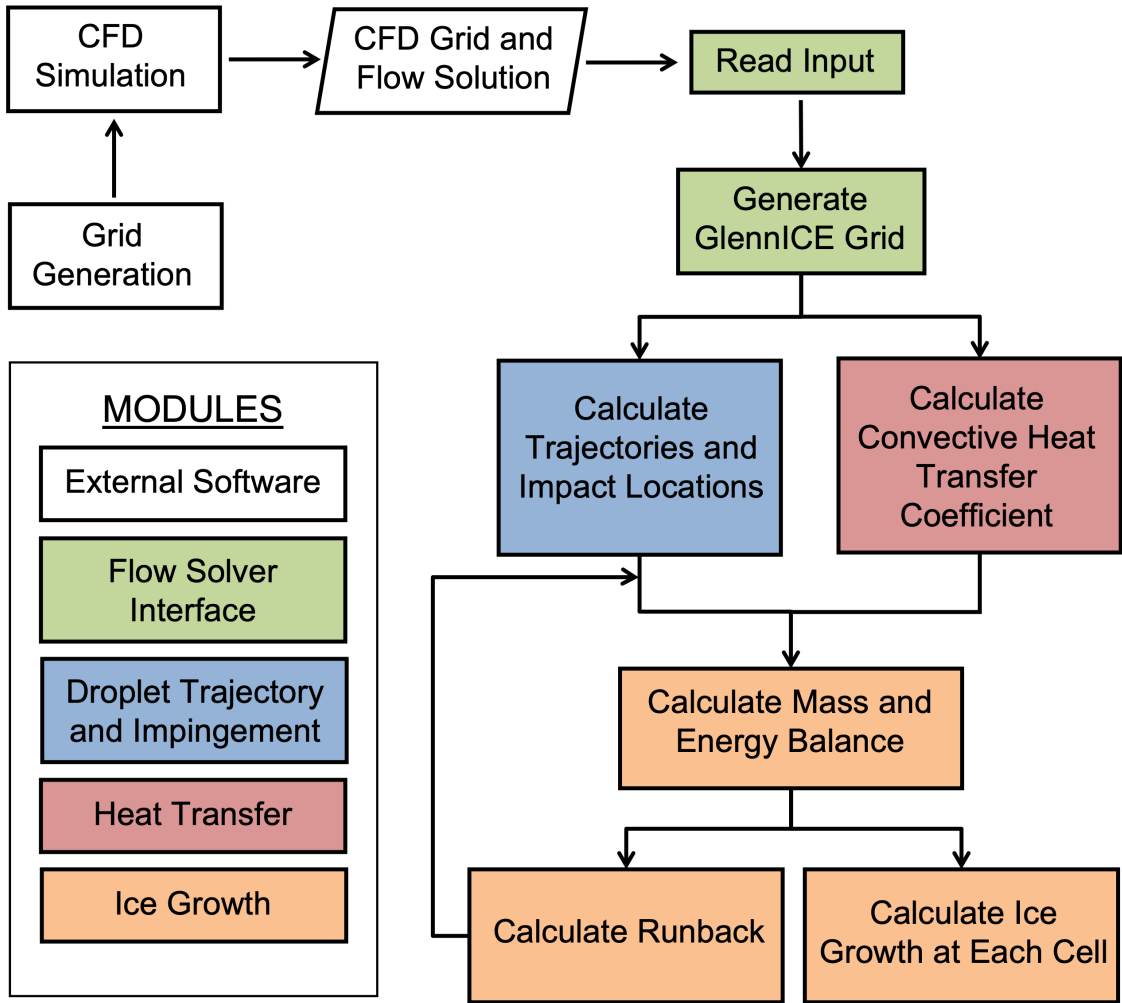 CFD
Simulation
CFD Grid and
Flow Solution
Read Input
Grid
Generation
Generate
GlennICE Grid
MODULES
External Software
Flow Solver
Interface
Droplet Trajectory
and Impingement
Heat Transfer
Ice Growth
Calculate
Trajectories and
Impact Locations
Calculate
Convective Heat
Transfer
Coefficient
Calculate Mass and
Energy Balance
Calculate Runback
Calculate Ice
Growth at Each Cell